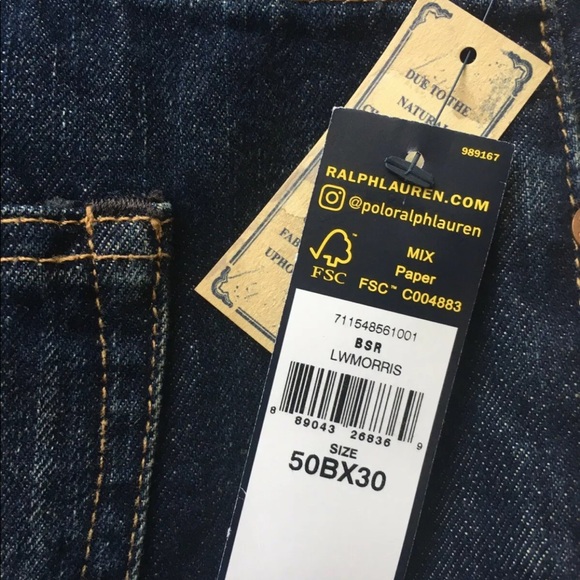 DUE TO THE
NATURAL
FAB
UPHO
989167
RALPHLAUREN.COM
@poloralphlauren
FSC
MIX
Paper
FSC™ C004883
711548561001
BSR
LWMORRIS
8 89043 26836 9
SIZE
50BX30